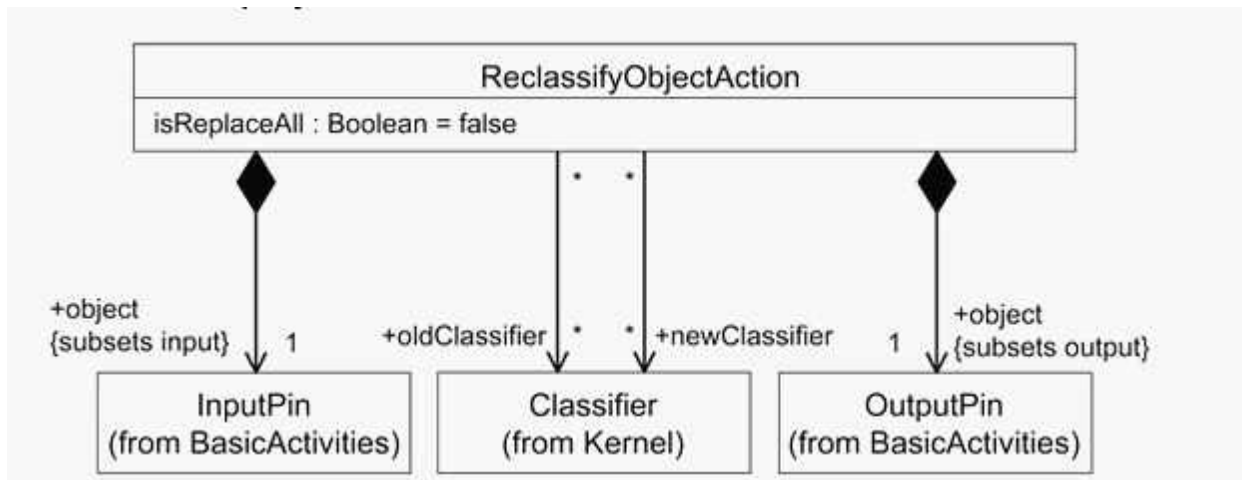 ReclassifyObjectAction
isReplaceAll : Boolean = false
* *
+object
{subsets input} 1
+oldClassifier * * +newClassifier
1 +object
{subsets output}
InputPin
(from BasicActivities)
Classifier
(from Kernel)
OutputPin
(from BasicActivities)